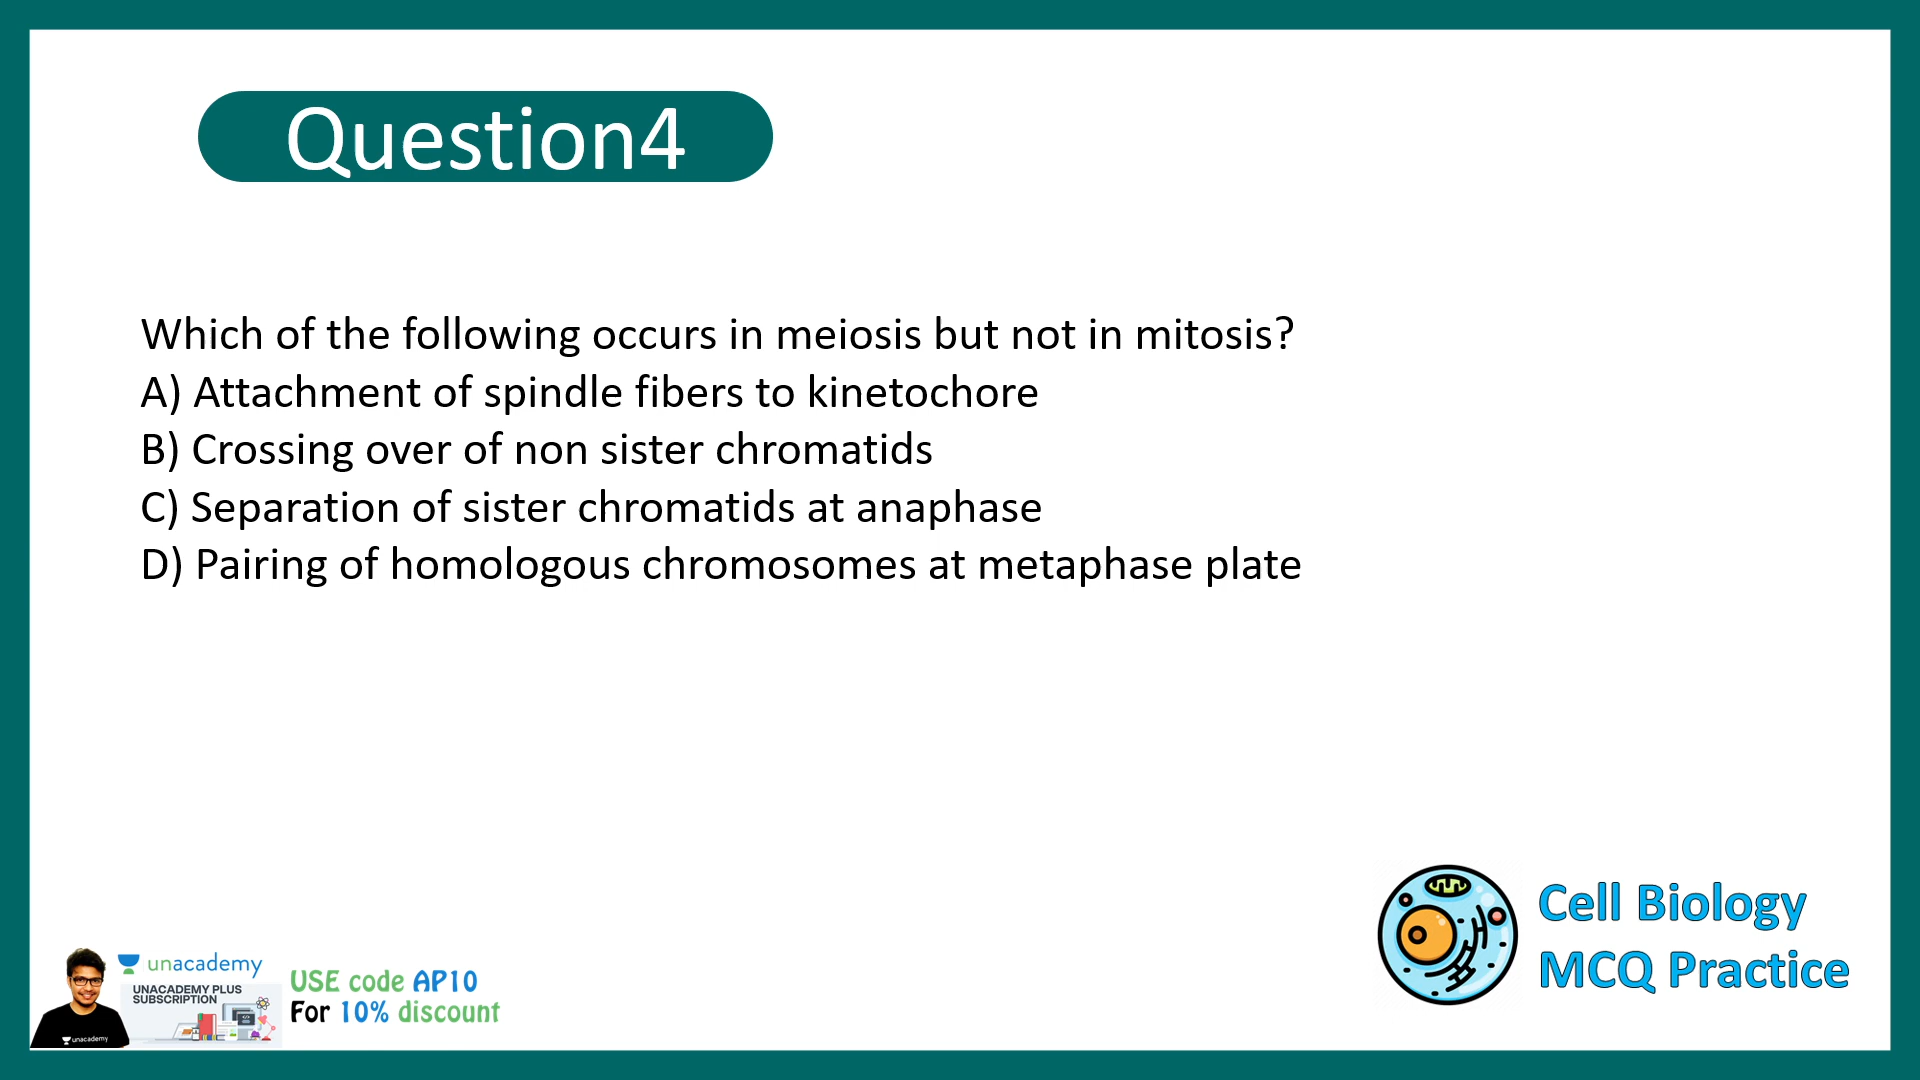 Question4
Which of the following occurs in meiosis but not in mitosis?
A) Attachment of spindle fibers to kinetochore
B) Crossing over of non sister chromatids
C) Separation of sister chromatids at anaphase
D) Pairing of homologous chromosomes at metaphase plate
Cell Biology
MCQ Practice
unacademy
UNACADEMY PLUS
SUBSCRIPTION
USE code AP10
For 10% discount
unacademy